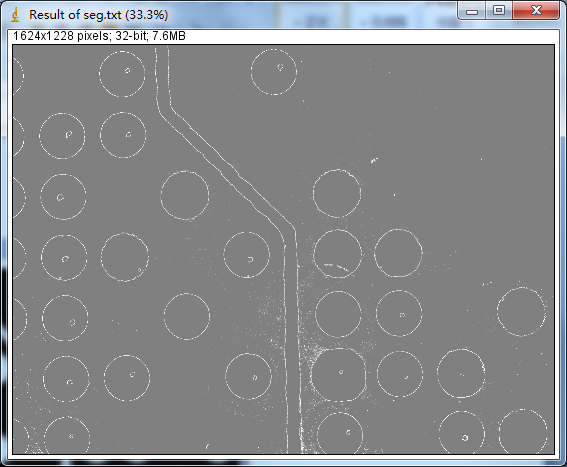 Result of seg.txt (33.3%)
1624x1228 pixels; 32-bit; 7.6MB